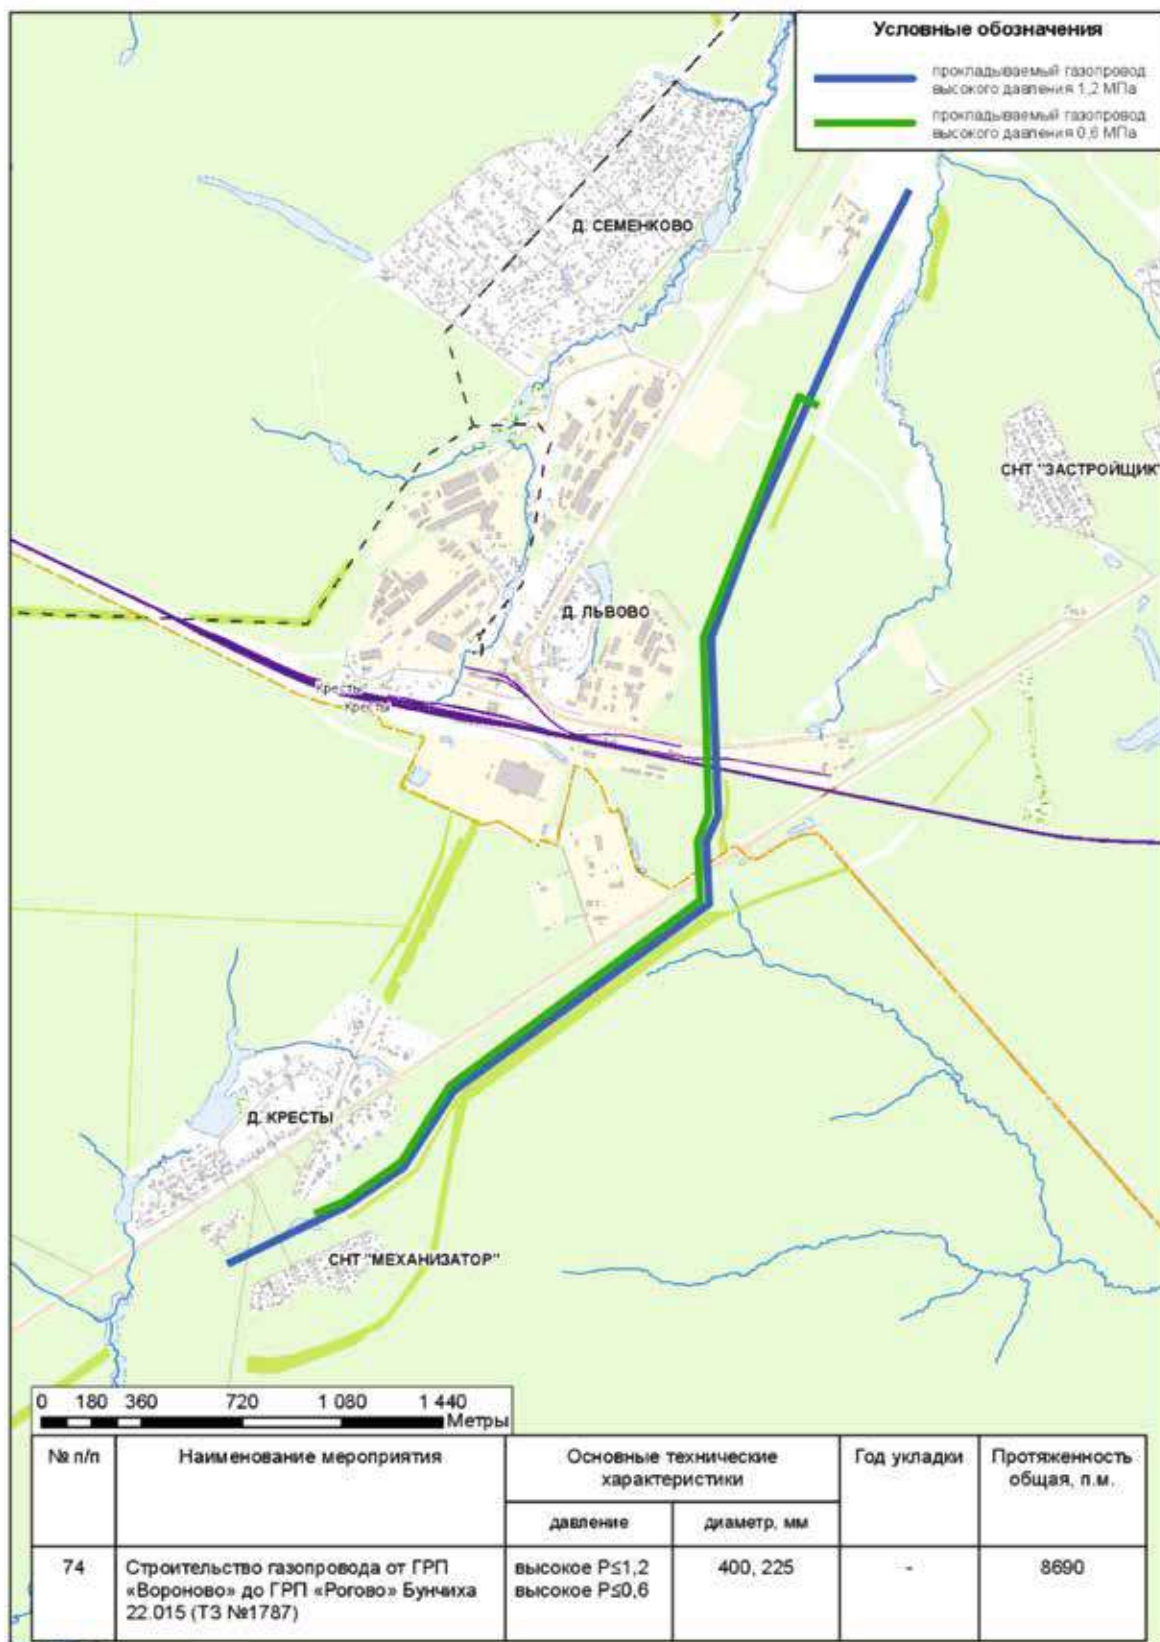 Условные обозначения
прокладываемый газопровод
высокого давления 1,2 МПа
прокладываемый газопровод
высокого давления 0,6 МПа
Д. СЕМЕНКОВО
СНТ "ЗАСТРОЙЩИК"
Д. ЛЬВОВО
Кресты
Кресты
Д. КРЕСТЫ
СНТ "МЕХАНИЗАТОР"
0 180 360 720 1 080 1 440
Метры
№ п/п
Наименование мероприятия
Основные технические
характеристики
Год укладки
Протяженность
общая, п.м.
давление
диаметр, мм
74
Строительство газопровода от ГРП
«Вороново» до ГРП «Рогово» Бунчиха
22.015 (ТЗ №1787)
высокое P≤1,2
высокое P≤0,6
400, 225
-
8690